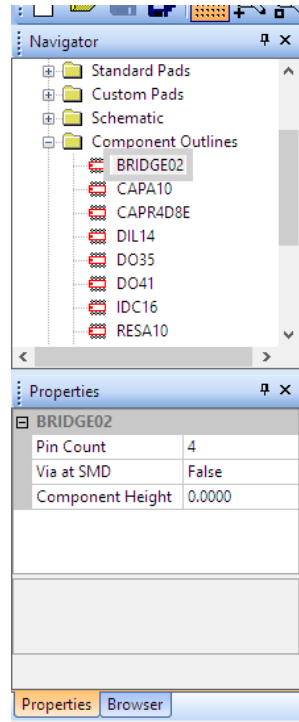 Navigator
Standard Pads
Custom Pads
Schematic
Component Outlines
BRIDGE02
CAPA10
CAPR4D8E
DIL14
DO35
DO41
IDC16
RESA10
Properties
BRIDGE02
Pin Count 4
Via at SMD False
Component Height 0.0000
Properties Browser